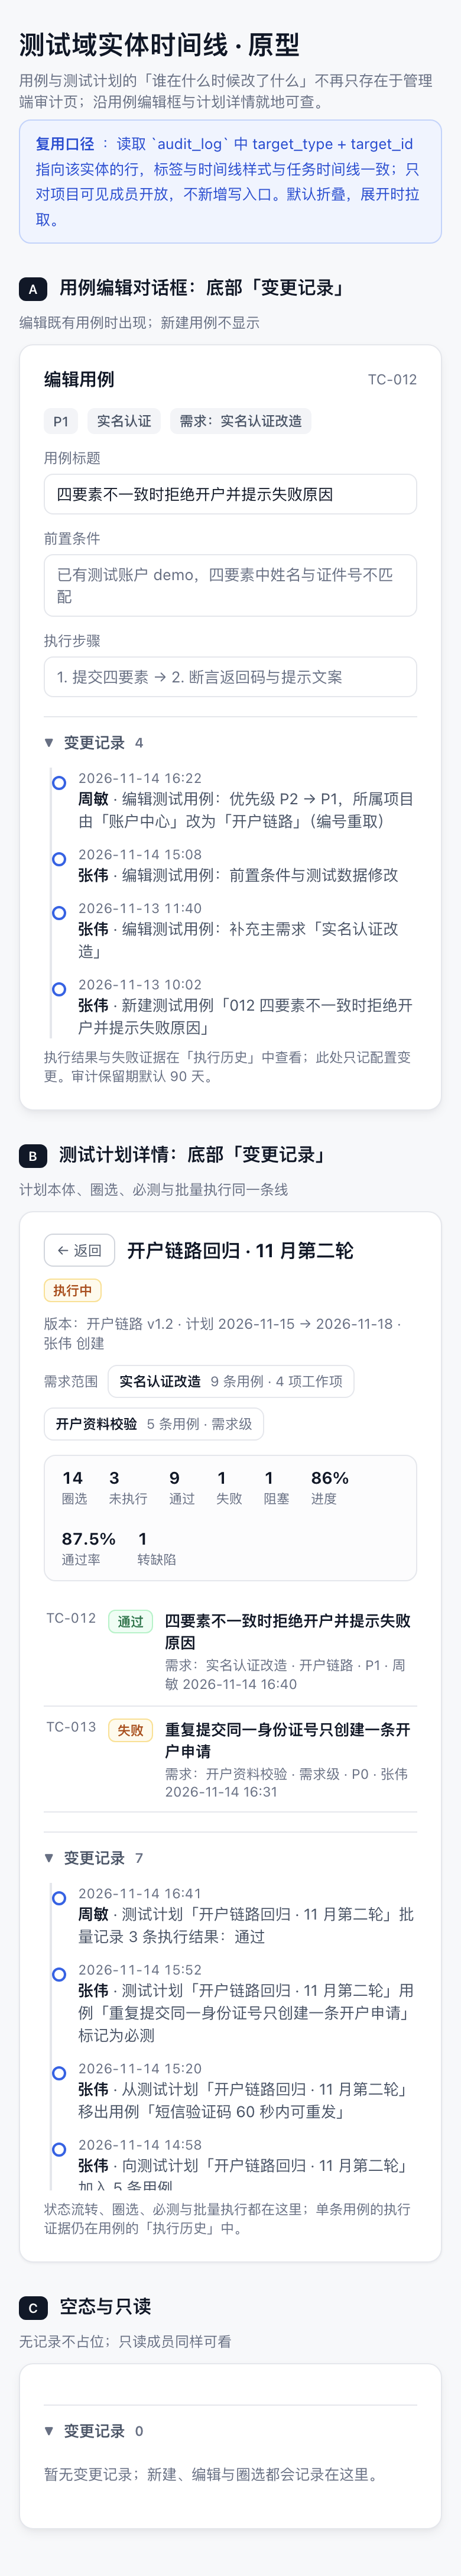 测试域实体时间线 · 原型
用例与测试计划的「谁在什么时候改了什么」不再只存在于管理
端审计页；沿用例编辑框与计划详情就地可查。
复用口径 ： 读取 `audit_log` 中 target_type + target_id
指向该实体的行，标签与时间线样式与任务时间线一致；只
对项目可见成员开放，不新增写入口。默认折叠，展开时拉
取。
A 用例编辑对话框：底部「变更记录」
编辑既有用例时出现；新建用例不显示
编辑用例 TC-012
P1 实名认证 需求：实名认证改造
用例标题
四要素不一致时拒绝开户并提示失败原因
前置条件
已有测试账户 demo，四要素中姓名与证件号不匹
配
执行步骤
1. 提交四要素 → 2. 断言返回码与提示文案
▼ 变更记录 4
2026-11-14 16:22
周敏 · 编辑测试用例：优先级 P2 → P1，所属项目
由「账户中心」改为「开户链路」（编号重取）
2026-11-14 15:08
张伟 · 编辑测试用例：前置条件与测试数据修改
2026-11-13 11:40
张伟 · 编辑测试用例：补充主需求「实名认证改
造」
2026-11-13 10:02
张伟 · 新建测试用例「012 四要素不一致时拒绝开
户并提示失败原因」
执行结果与失败证据在「执行历史」中查看；此处只记配置变
更。审计保留期默认 90 天。
B 测试计划详情：底部「变更记录」
计划本体、圈选、必测与批量执行同一条线
← 返回 开户链路回归 · 11 月第二轮
执行中
版本：开户链路 v1.2 · 计划 2026-11-15 → 2026-11-18 ·
张伟 创建
需求范围 实名认证改造 9 条用例 · 4 项工作项
开户资料校验 5 条用例 · 需求级
14 3 9 1 1 86%
圈选 未执行 通过 失败 阻塞 进度
87.5% 1
通过率 转缺陷
TC-012 通过 四要素不一致时拒绝开户并提示失败
原因
需求：实名认证改造 · 开户链路 · P1 · 周
敏 2026-11-14 16:40
TC-013 失败 重复提交同一身份证号只创建一条开
户申请
需求：开户资料校验 · 需求级 · P0 · 张伟
2026-11-14 16:31
▼ 变更记录 7
2026-11-14 16:41
周敏 · 测试计划「开户链路回归 · 11 月第二轮」批
量记录 3 条执行结果：通过
2026-11-14 15:52
张伟 · 测试计划「开户链路回归 · 11 月第二轮」用
例「重复提交同一身份证号只创建一条开户申请」
标记为必测
2026-11-14 15:20
张伟 · 从测试计划「开户链路回归 · 11 月第二轮」
移出用例「短信验证码 60 秒内可重发」
2026-11-14 14:58
张伟 · 向测试计划「开户链路回归 · 11 月第二轮」
加入 5 条用例
状态流转、圈选、必测与批量执行都在这里；单条用例的执行
证据仍在用例的「执行历史」中。
C 空态与只读
无记录不占位；只读成员同样可看
▼ 变更记录 0
暂无变更记录；新建、编辑与圈选都会记录在这里。